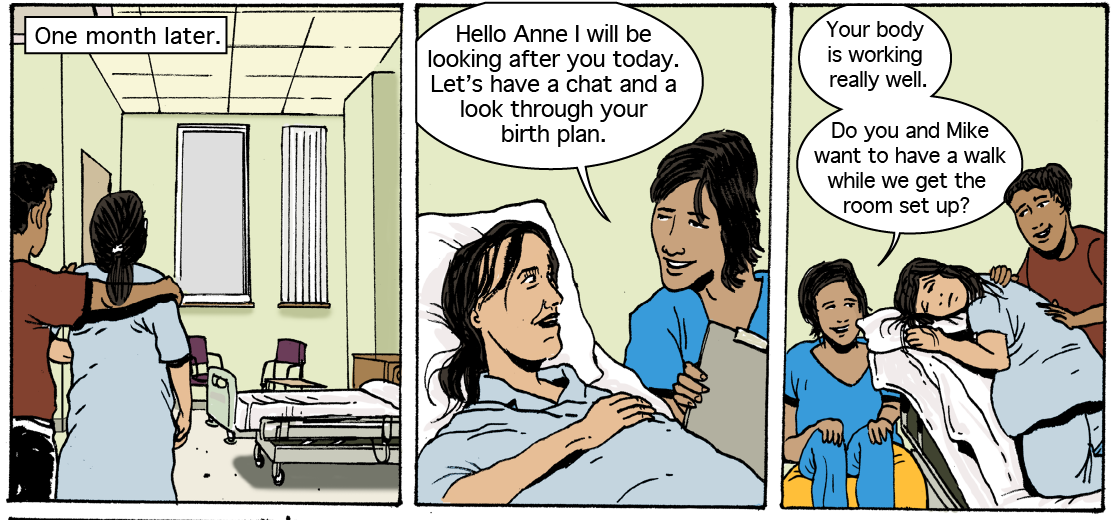 One month later.
Hello Anne I will be
looking after you today.
Let's have a chat and a
look through your
birth plan.
Your body
is working
really well.
Do you and Mike
want to have a walk
while we get the
room set up?